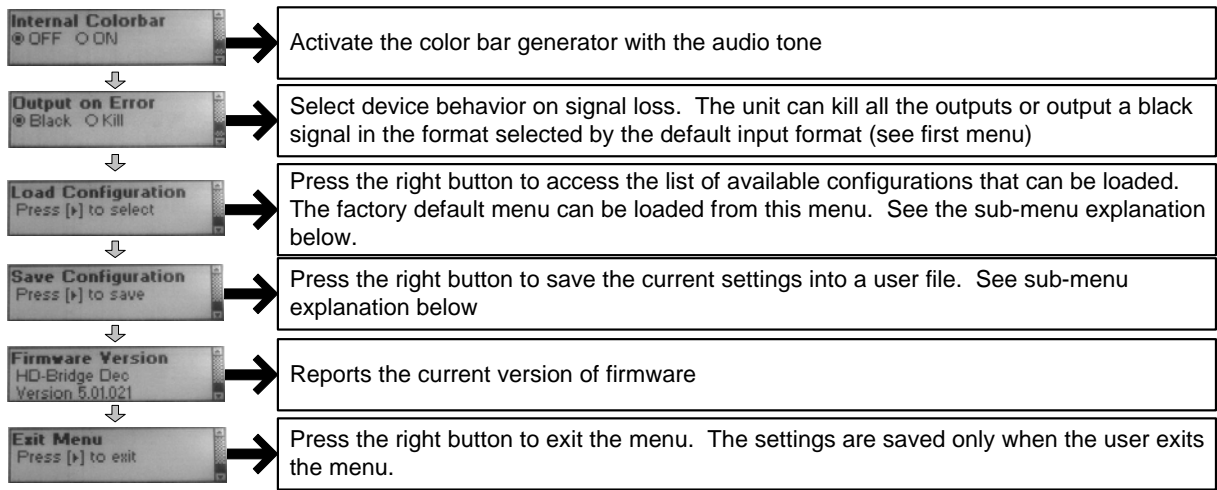 Internal Colorbar
OFF ON
Activate the color bar generator with the audio tone
Output on Error
Black Kill
Select device behavior on signal loss. The unit can kill all the outputs or output a black
signal in the format selected by the default input format (see first menu)
Load Configuration
Press [▸] to select
Press the right button to access the list of available configurations that can be loaded.
The factory default menu can be loaded from this menu. See the sub-menu explanation
below.
Save Configuration
Press [▸] to save
Press the right button to save the current settings into a user file. See sub-menu
explanation below
Firmware Version
HD-Bridge Dec
Version 5.01.021
Reports the current version of firmware
Exit Menu
Press [▸] to exit
Press the right button to exit the menu. The settings are saved only when the user exits
the menu.